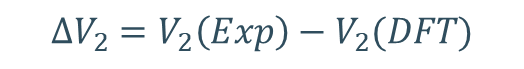 ΔV₂ = V₂(Exp) − V₂(DFT)